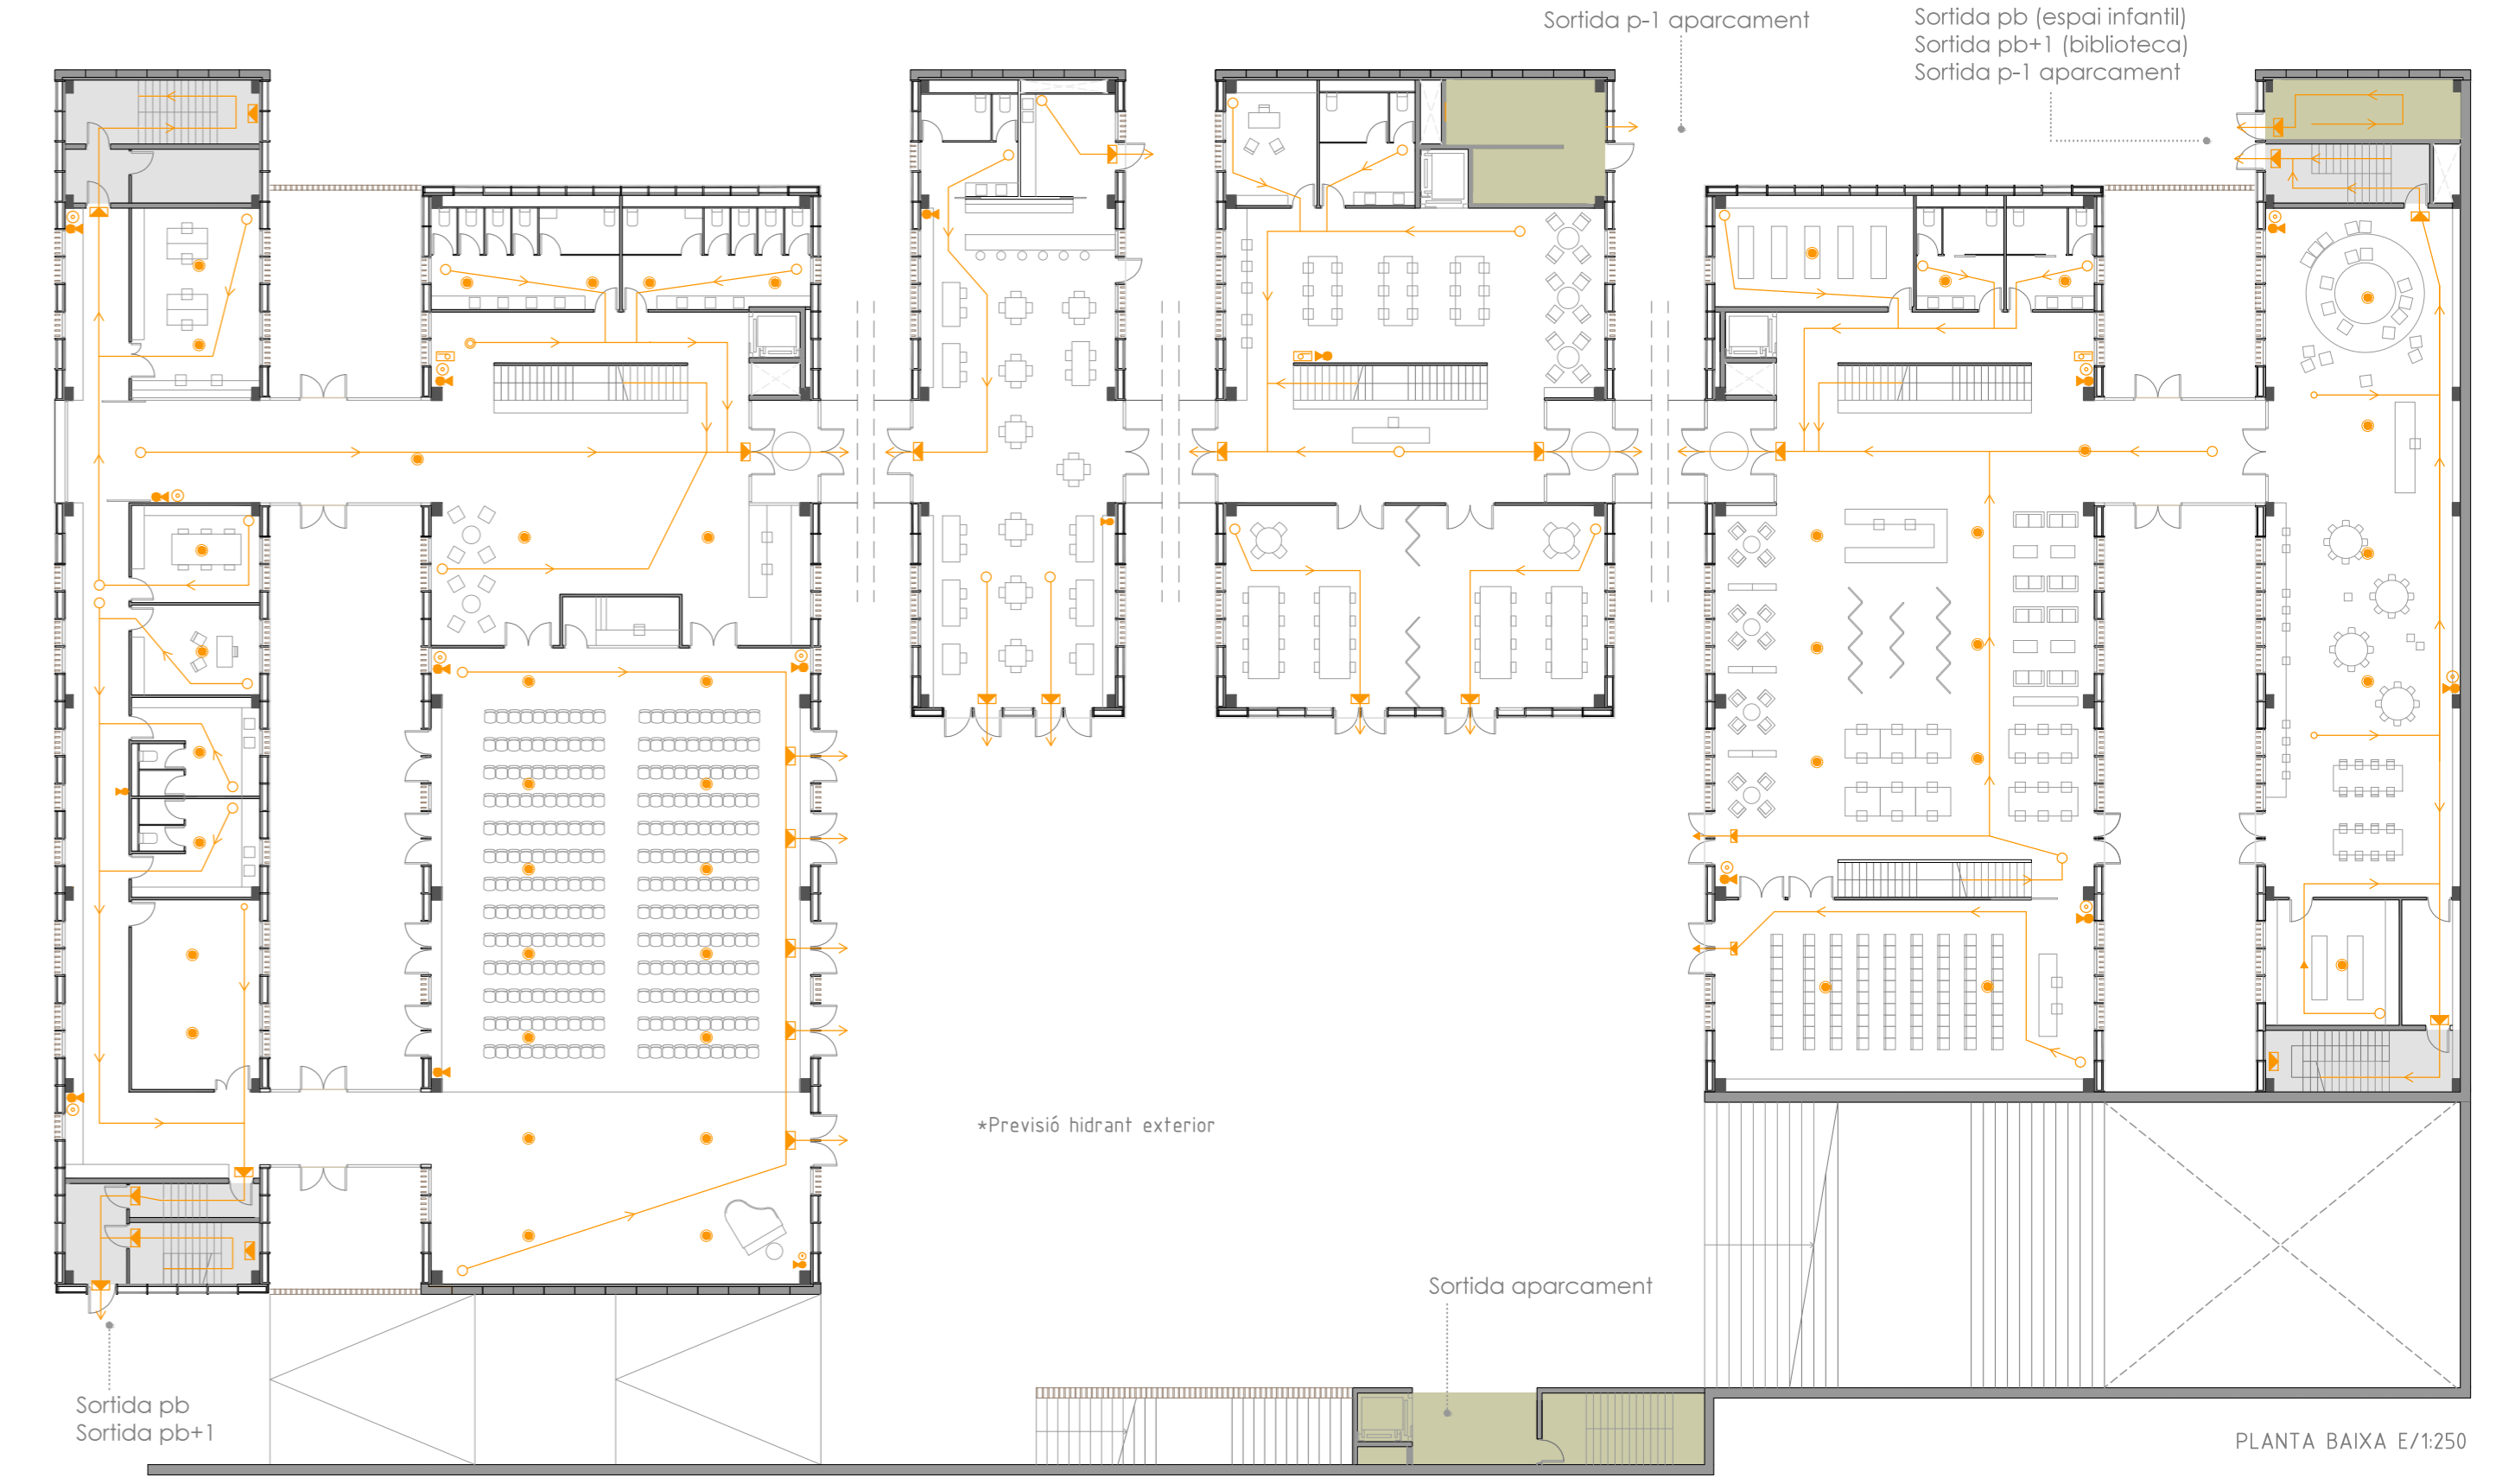 Sortida p-1 aparcament
Sortida pb (espai infantil)
Sortida pb+1 (biblioteca)
Sortida p-1 aparcament
*Previsió hidrant exterior
Sortida aparcament
Sortida pb
Sortida pb+1
PLANTA BAIXA E/1:250